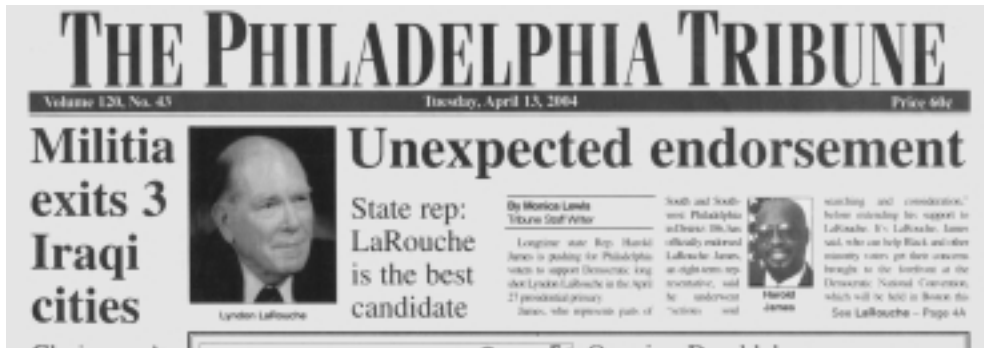 THE PHILADELPHIA TRIBUNE
Volume 120, No. 43 Tuesday, April 13, 2004 Price 60¢
Militia
exits 3
Iraqi
cities
Lyndon LaRouche
Unexpected endorsement
State rep:
LaRouche
is the best
candidate
By Monica Lewis
Tribune Staff Writer
Longtime state Rep. Harold
James is pushing for Philadelphia
voters to support Democratic long
shot Lyndon LaRouche in the April
27 presidential primary.
James, who represents parts of
South and South-
west Philadelphia
in District 186, has
officially endorsed
LaRouche. James,
an eight-term rep-
resentative, said
he underwent
"serious soul
Harold
James
searching and consideration,"
before extending his support to
LaRouche. It's LaRouche, James
said, who can help Black and other
minority voters get their concerns
brought to the forefront at the
Democratic National Convention,
which will be held in Boston this
See LaRouche – Page 4A